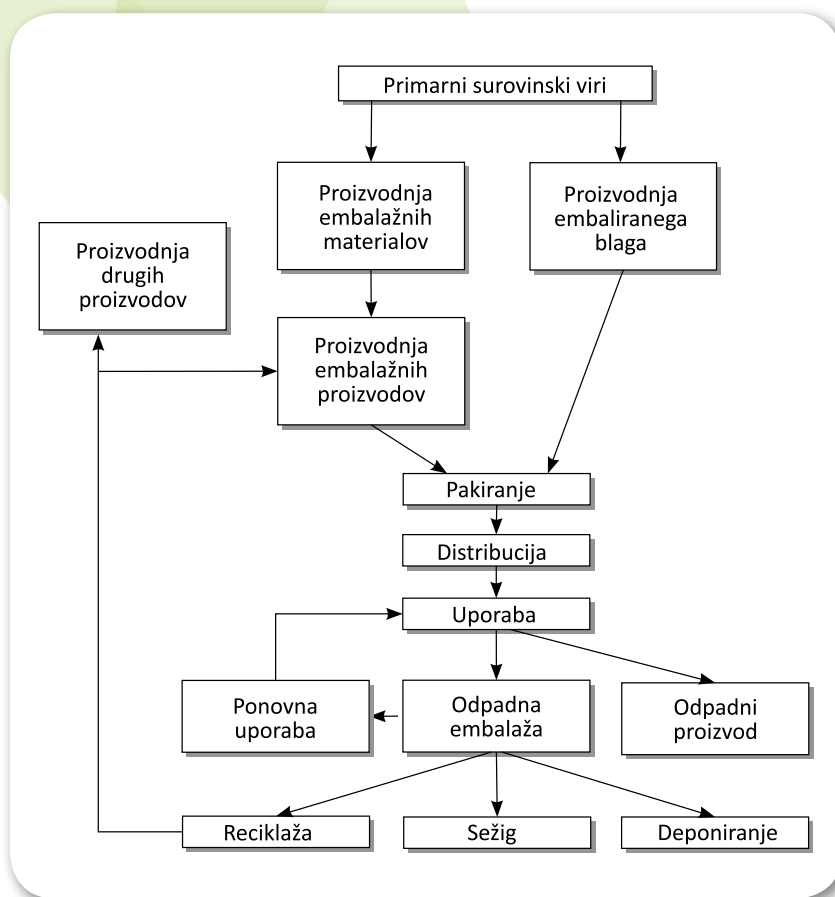 Primarni surovinski viri
Proizvodnja
embalažnih
materialov
Proizvodnja
embaliranega
blaga
Proizvodnja
drugih
proizvodov
Proizvodnja
embalažnih
proizvodov
Pakiranje
Distribucija
Uporaba
Ponovna
uporaba
Odpadna
embalaža
Odpadni
proizvod
Reciklaža
Sežig
Deponiranje